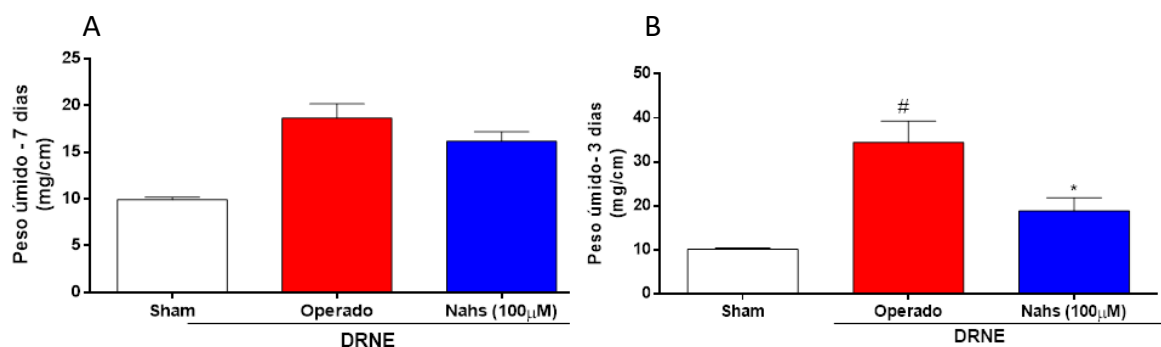 A
Peso úmido - 7 dias
(mg/cm)
25
20
15
10
5
0
Sham
Operado
Nahs (100µM)
DRNE
B
Peso úmido- 3 dias
(mg/cm)
50
40
30
20
10
0
#
*
Sham
Operado
Nahs (100µM)
DRNE